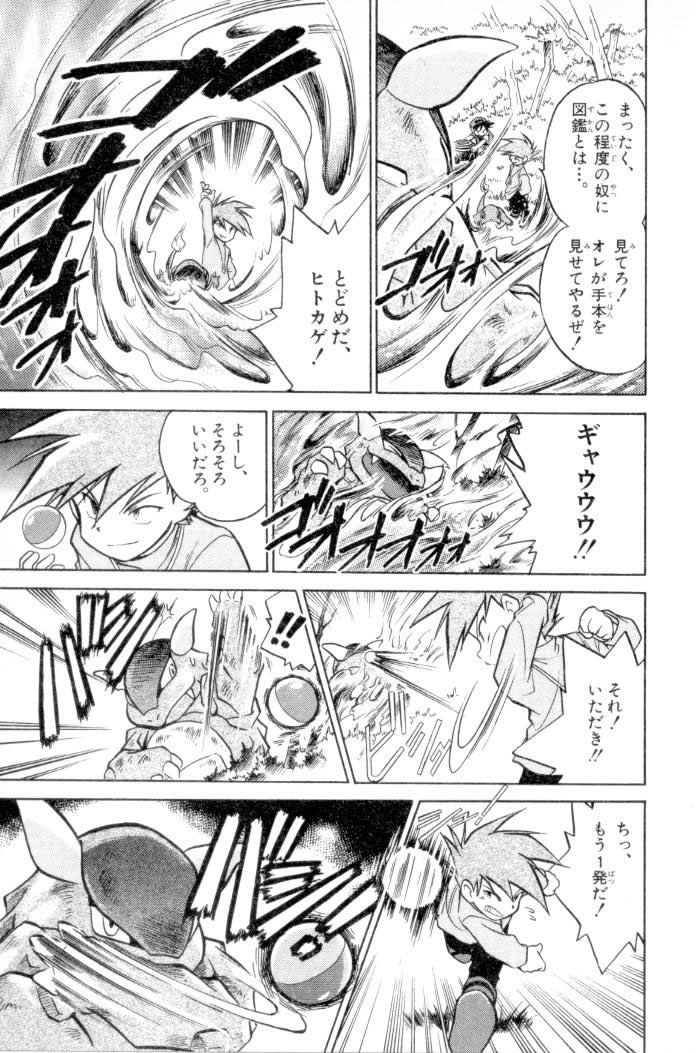 まったく、
この程度の奴に
図鑑とは…。
見てろ！
オレが手本を
見せてやるぜ！
ゴオオオ
ゴオオオ
とどめだ、
ヒトカゲ！
ギャウウウ!!
ゴオオオオ
よーし、
そろそろ
いいだろ。
それ！
いただき!!
ビッ
!!
ちっ、
もう1発だ！